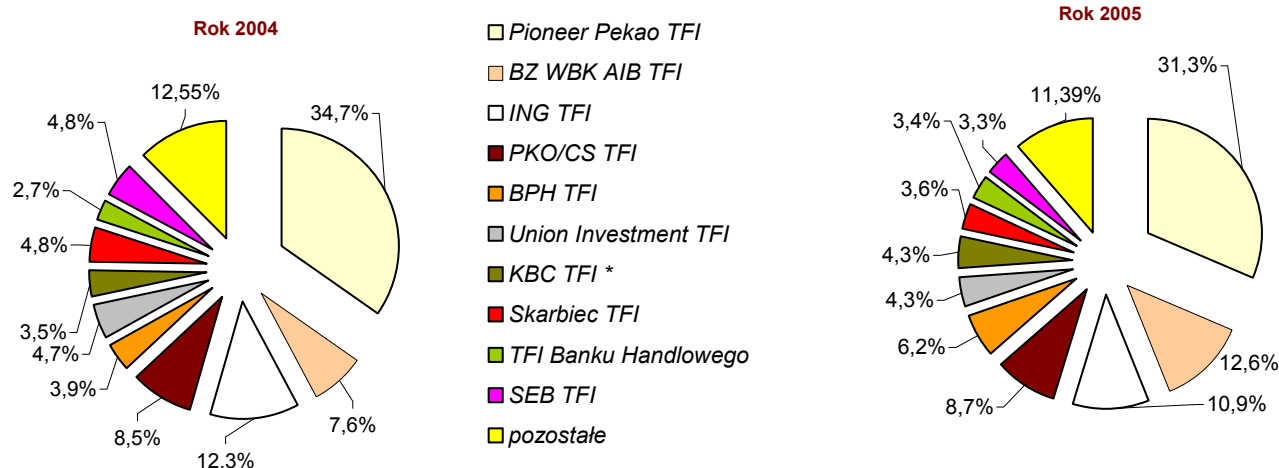 Rok 2004
12,55%
34,7%
4,8%
2,7%
4,8%
3,5%
4,7%
3,9%
8,5%
12,3%
7,6%
Pioneer Pekao TFI
BZ WBK AIB TFI
ING TFI
PKO/CS TFI
BPH TFI
Union Investment TFI
KBC TFI *
Skarbiec TFI
TFI Banku Handlowego
SEB TFI
pozostałe
Rok 2005
31,3%
11,39%
3,3%
3,4%
3,6%
4,3%
4,3%
6,2%
8,7%
10,9%
12,6%